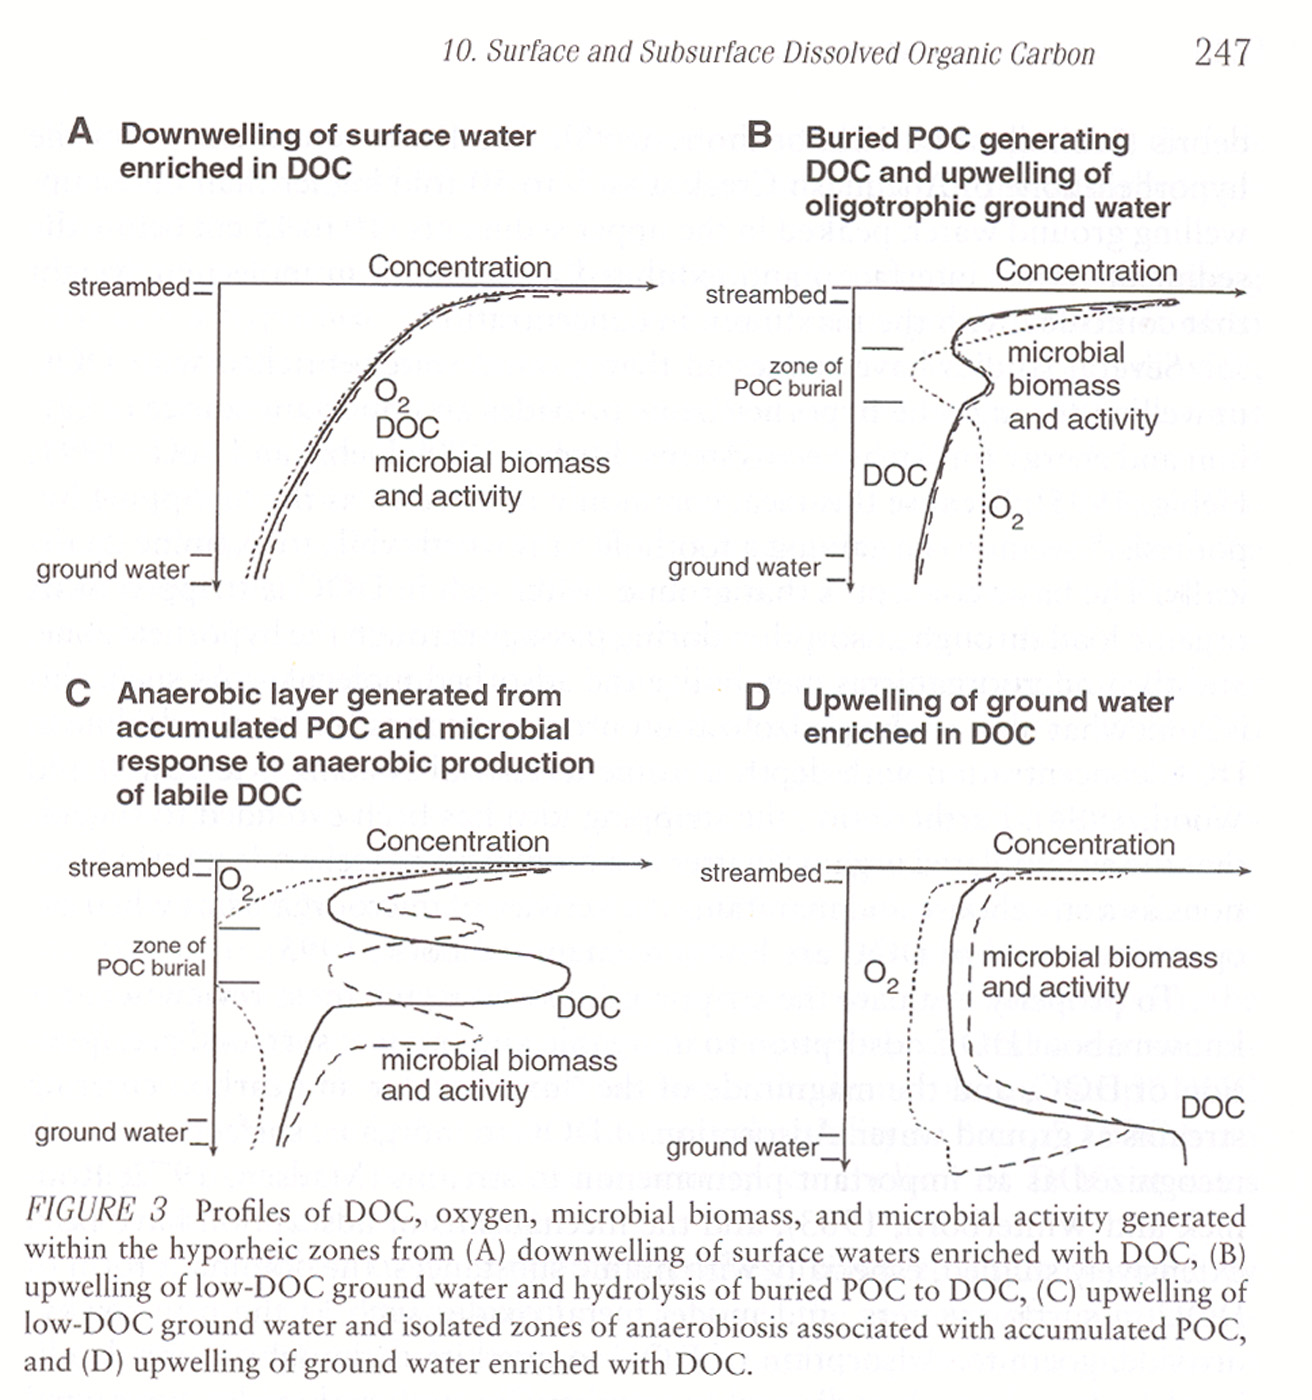 10. Surface and Subsurface Dissolved Organic Carbon 247
A Downwelling of surface water
enriched in DOC
Concentration
streambed
O2
DOC
microbial biomass
and activity
ground water
B Buried POC generating
DOC and upwelling of
oligotrophic ground water
Concentration
streambed
zone of
POC burial
microbial
biomass
and activity
DOC
O2
ground water
C Anaerobic layer generated from
accumulated POC and microbial
response to anaerobic production
of labile DOC
Concentration
streambed
O2
zone of
POC burial
DOC
microbial biomass
and activity
ground water
D Upwelling of ground water
enriched in DOC
Concentration
streambed
microbial biomass
and activity
O2
DOC
ground water
FIGURE 3 Profiles of DOC, oxygen, microbial biomass, and microbial activity generated
within the hyporheic zones from (A) downwelling of surface waters enriched with DOC, (B)
upwelling of low-DOC ground water and hydrolysis of buried POC to DOC, (C) upwelling of
low-DOC ground water and isolated zones of anaerobiosis associated with accumulated POC,
and (D) upwelling of ground water enriched with DOC.